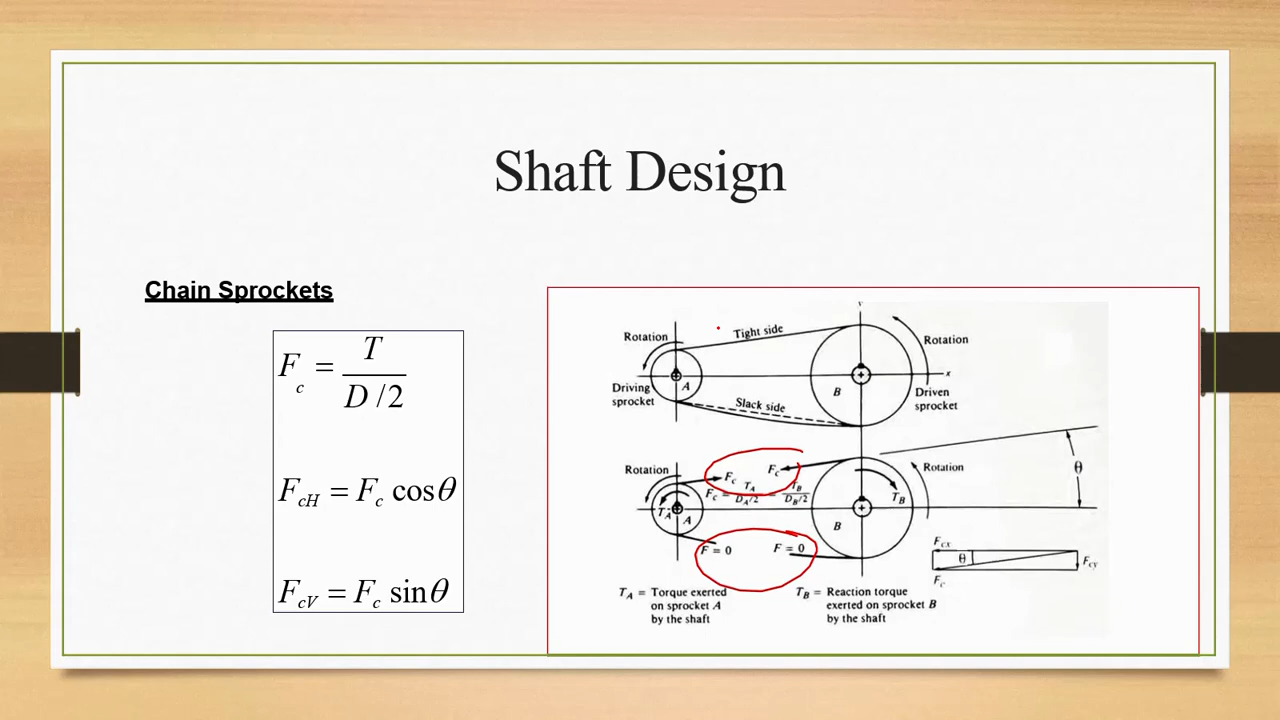 Shaft Design
Chain Sprockets
F_c = T / (D/2)
F_cH = F_c cosθ
F_cV = F_c sinθ
Rotation
Tight side
Rotation
A
B
x
Driving
sprocket
Slack side
Driven
sprocket
Rotation
F_c
F_c
Rotation
θ
F_c = T_A / (D_A/2) = T_B / (D_B/2)
T_A
A
T_B
B
F = 0
F = 0
F_cx
θ
F_cy
F_c
T_A = Torque exerted
on sprocket A
by the shaft
T_B = Reaction torque
exerted on sprocket B
by the shaft